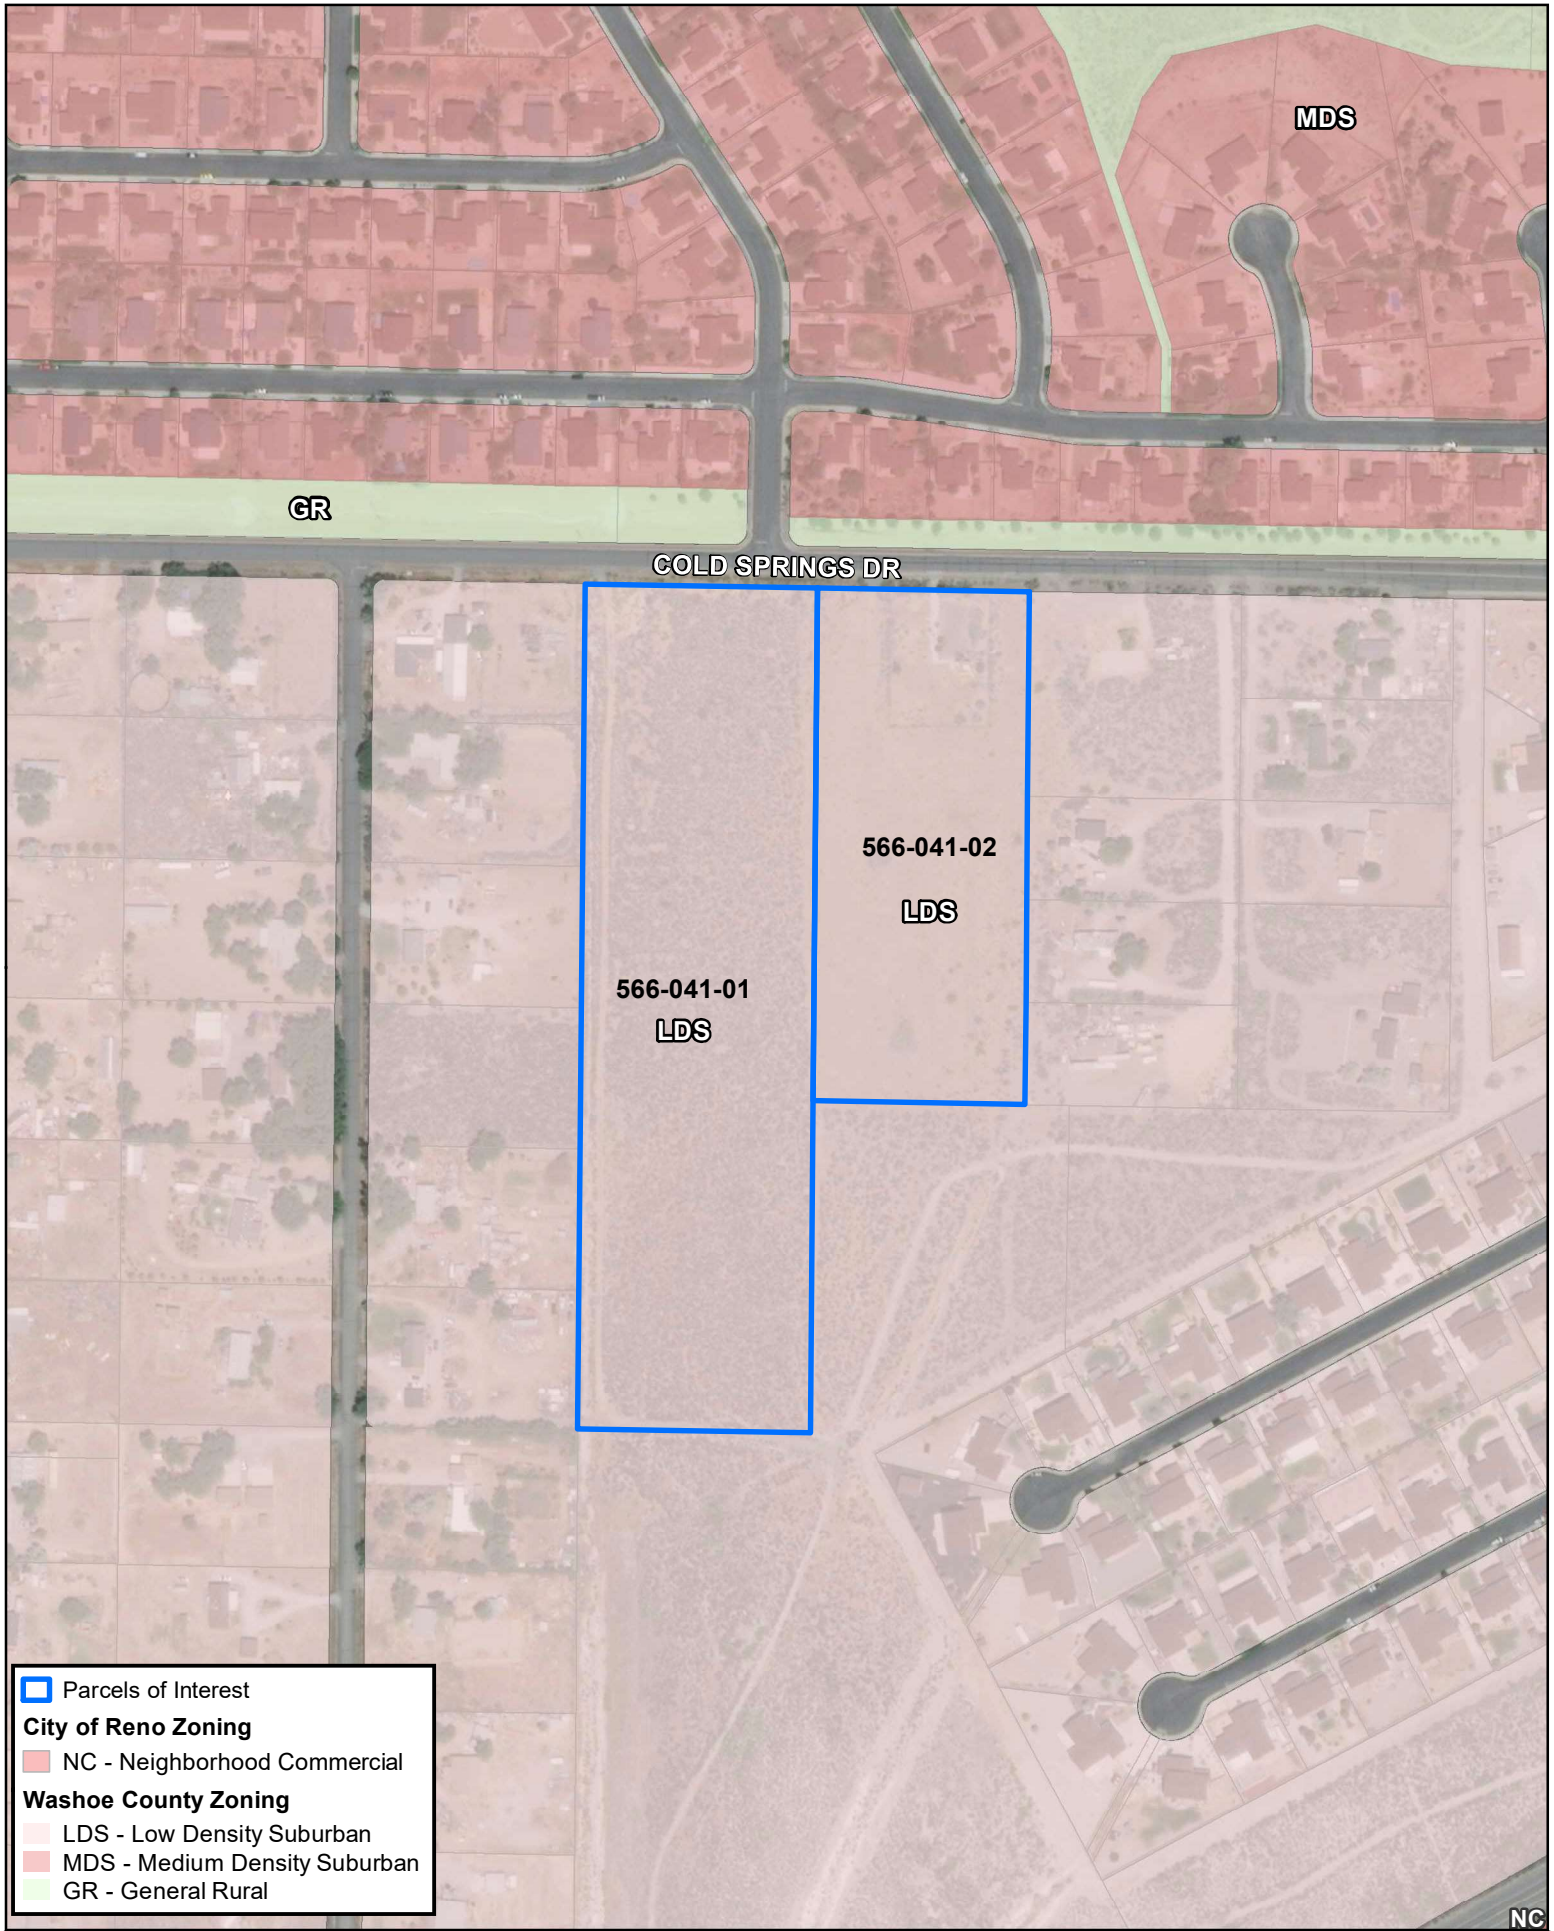 MDS
GR
COLD SPRINGS DR
566-041-02
LDS
566-041-01
LDS
Parcels of Interest
City of Reno Zoning
NC - Neighborhood Commercial
Washoe County Zoning
LDS - Low Density Suburban
MDS - Medium Density Suburban
GR - General Rural
NC